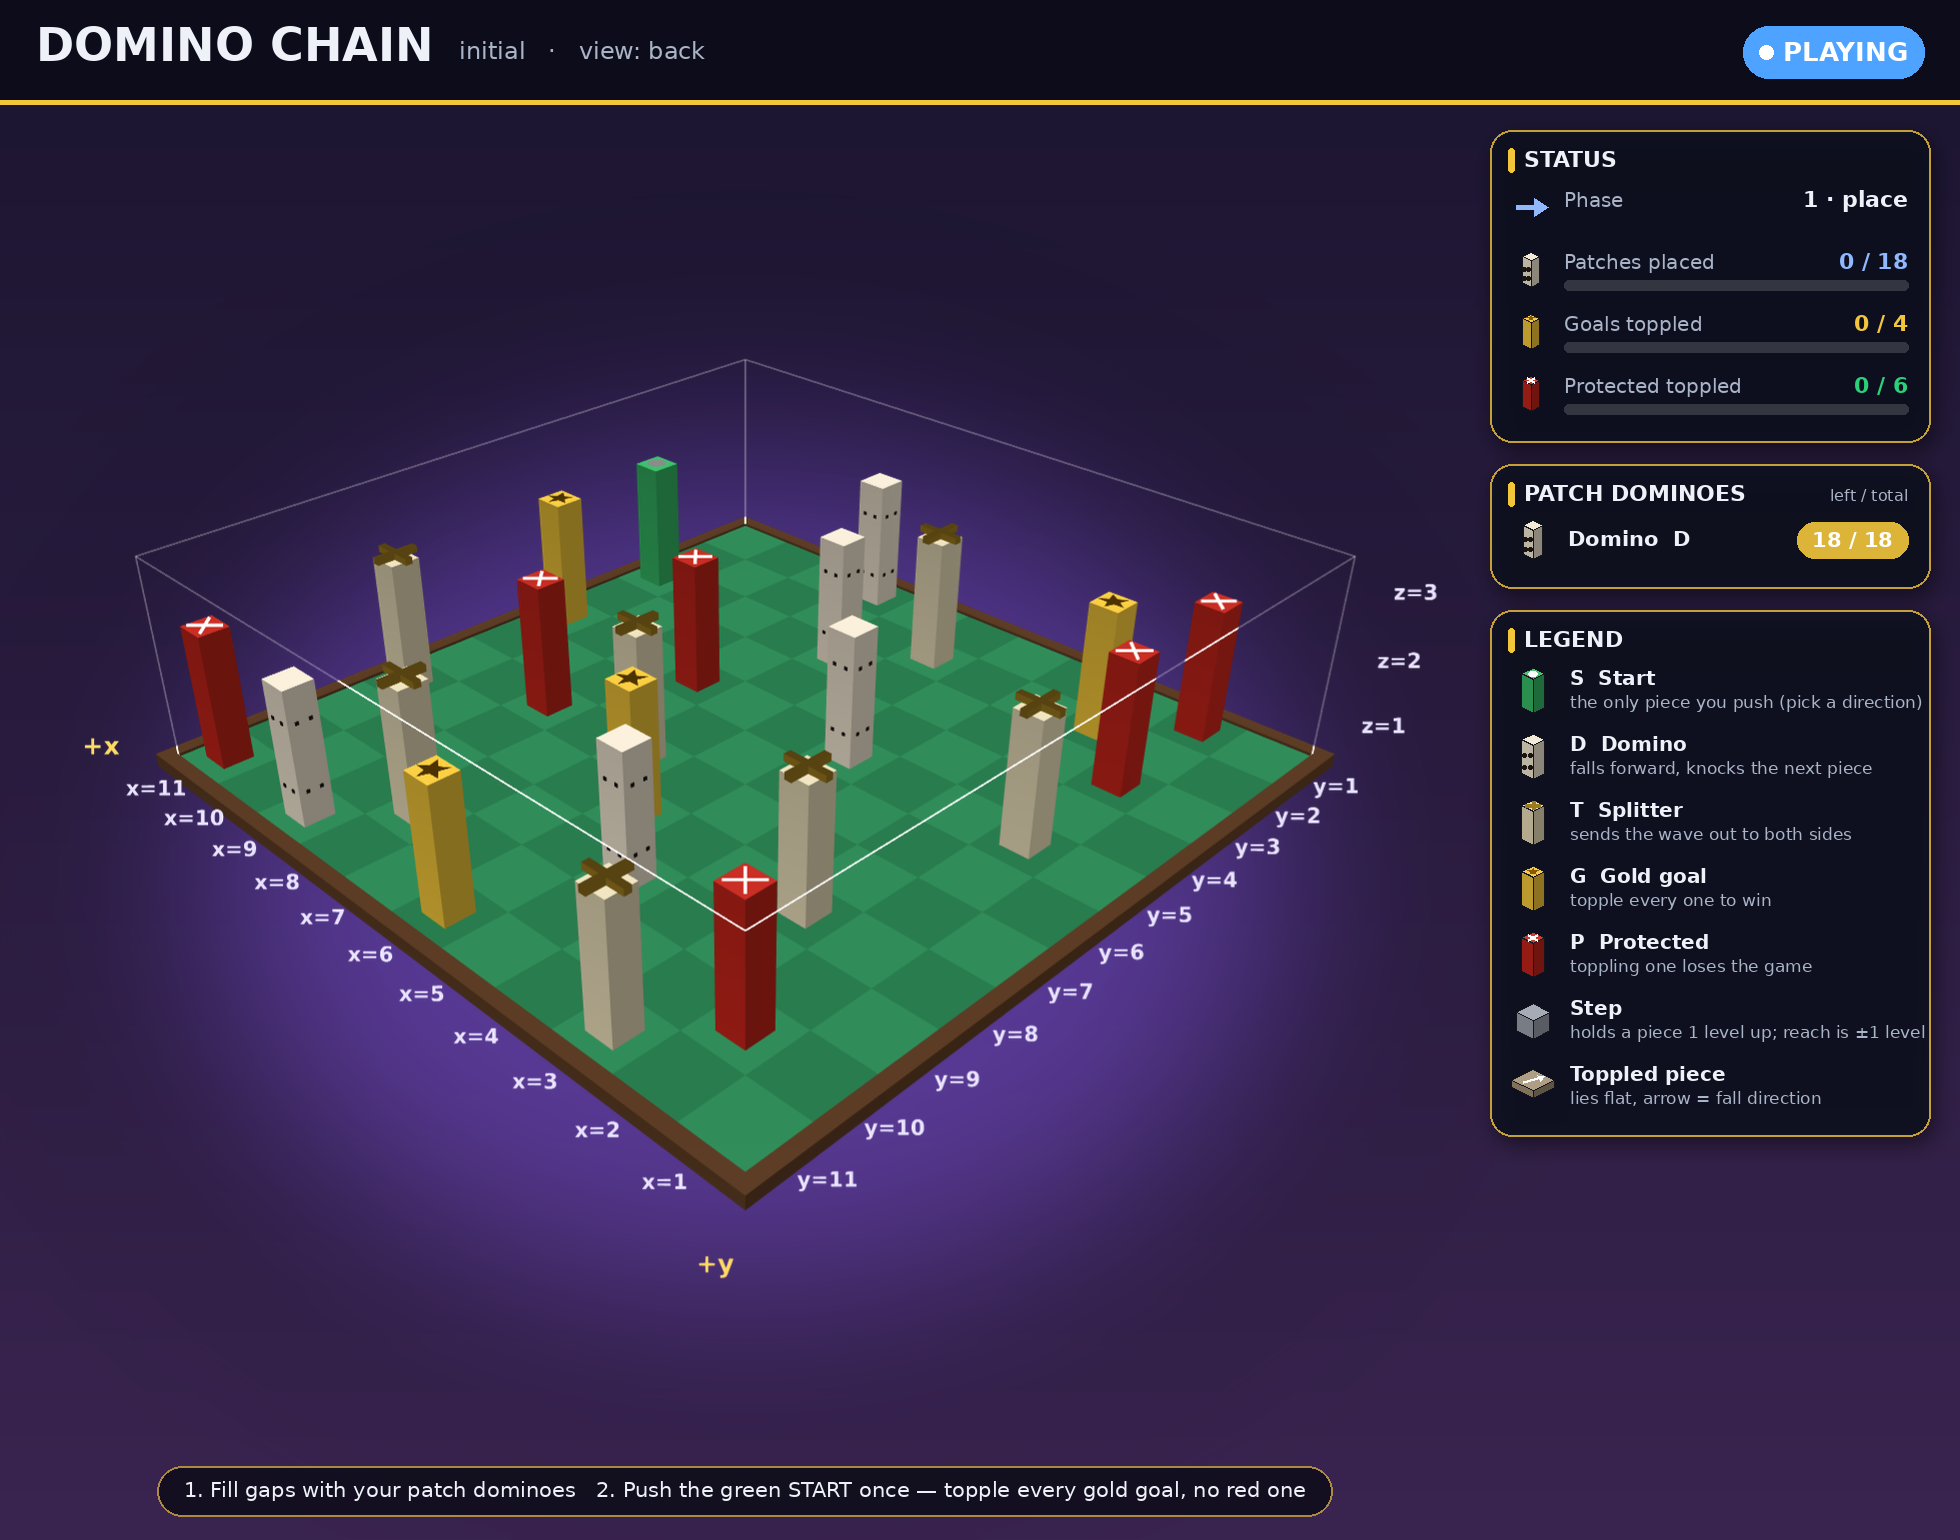 DOMINO CHAIN initial · view: back
PLAYING
STATUS
Phase 1 · place
Patches placed 0 / 18
Goals toppled 0 / 4
Protected toppled 0 / 6
PATCH DOMINOES left / total
Domino D 18 / 18
LEGEND
S Start
the only piece you push (pick a direction)
D Domino
falls forward, knocks the next piece
T Splitter
sends the wave out to both sides
G Gold goal
topple every one to win
P Protected
toppling one loses the game
Step
holds a piece 1 level up; reach is ±1 level
Toppled piece
lies flat, arrow = fall direction
z=3
z=2
z=1
+x
x=11
x=10
x=9
x=8
x=7
x=6
x=5
x=4
x=3
x=2
x=1
y=1
y=2
y=3
y=4
y=5
y=6
y=7
y=8
y=9
y=10
y=11
+y
1. Fill gaps with your patch dominoes 2. Push the green START once — topple every gold goal, no red one